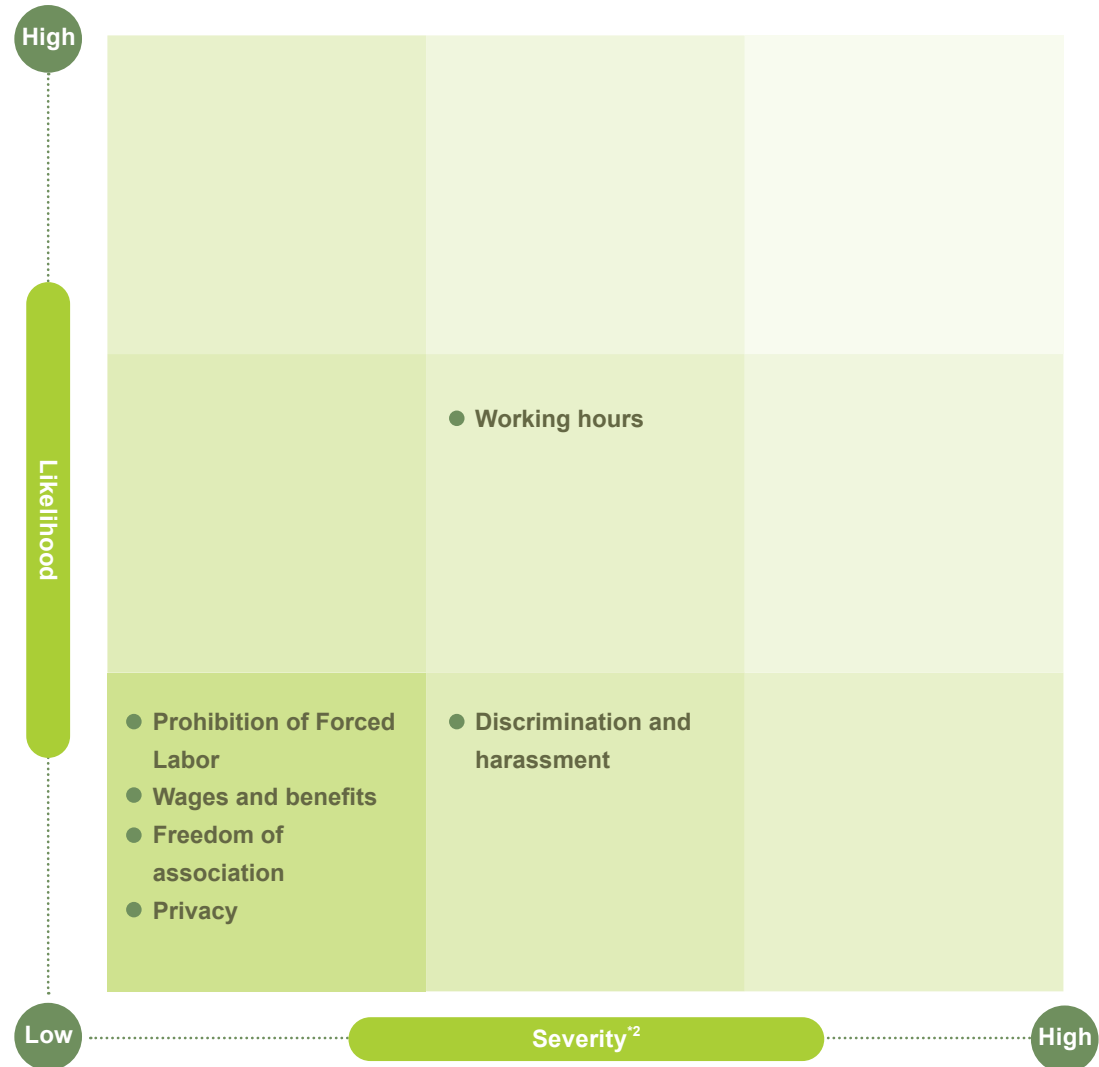 High
Likelihood
● Working hours
● Prohibition of Forced
Labor
● Wages and benefits
● Freedom of
association
● Privacy
● Discrimination and
harassment
Low
Severity*2
High